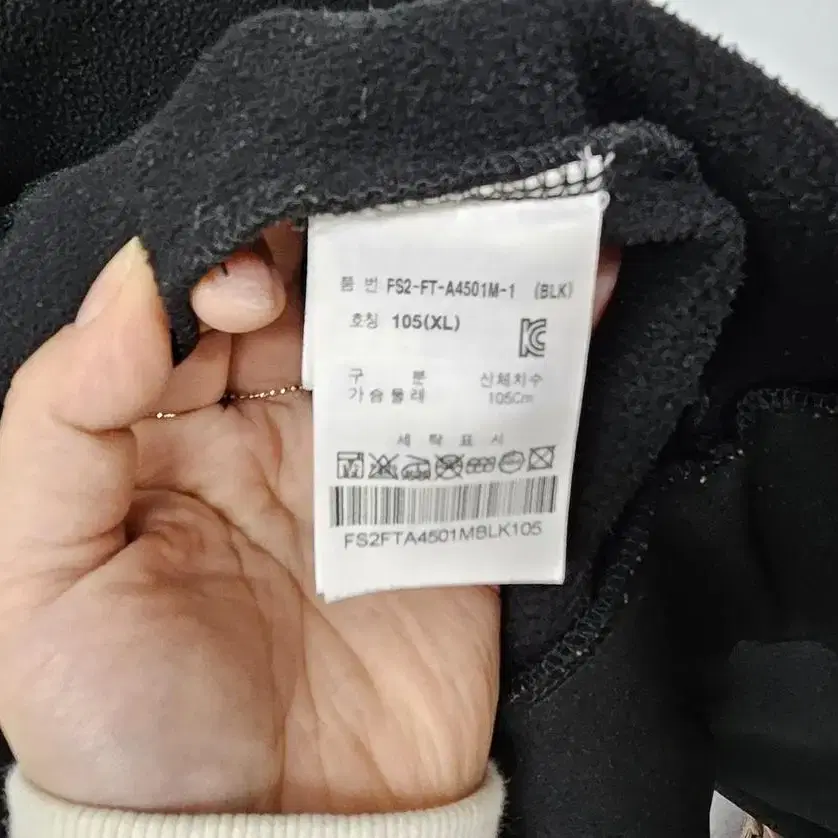 품 번 FS2-FT-A4501M-1 (BLK)
호칭 105(XL)
구 분 신체치수
가슴둘레 105Cm
세 탁 표 시
FS2FTA4501MBLK105